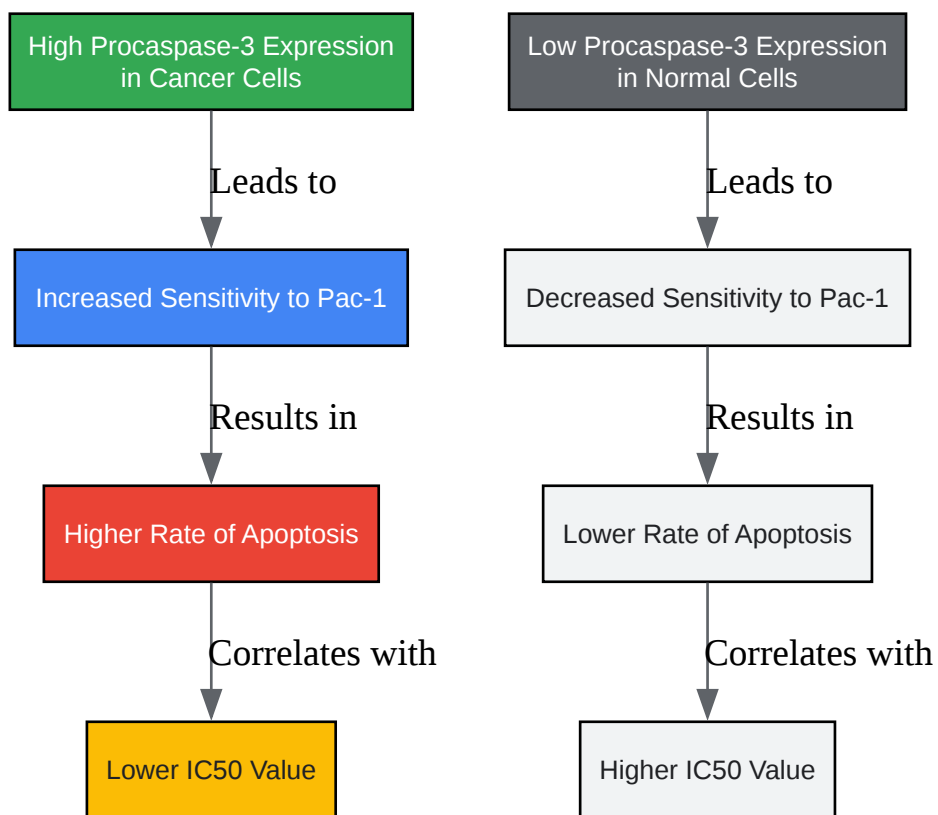 High Procaspase-3 Expression
in Cancer Cells
Leads to
Increased Sensitivity to Pac-1
Results in
Higher Rate of Apoptosis
Correlates with
Lower IC50 Value
Low Procaspase-3 Expression
in Normal Cells
Leads to
Decreased Sensitivity to Pac-1
Results in
Lower Rate of Apoptosis
Correlates with
Higher IC50 Value